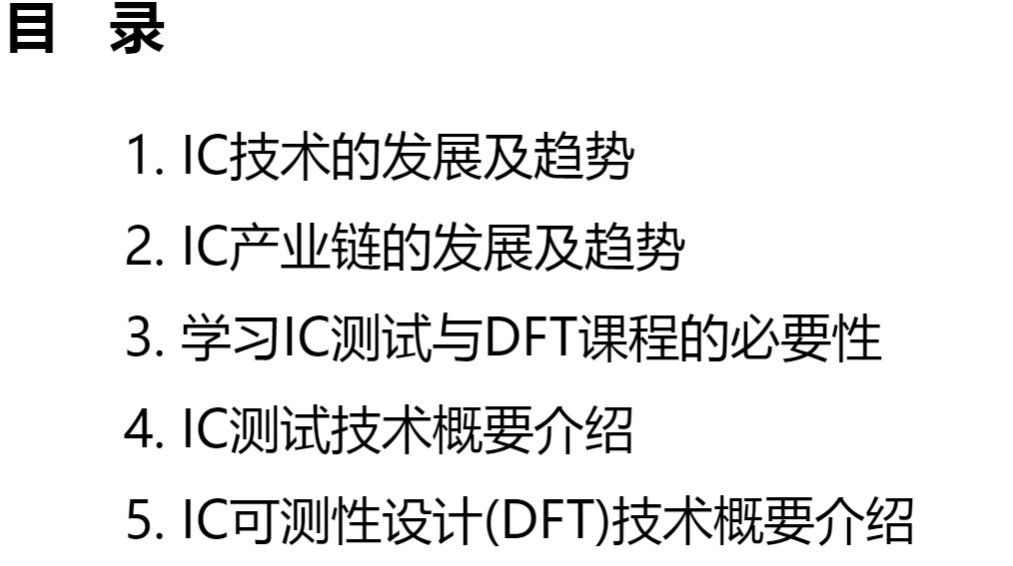 目 录
1. IC技术的发展及趋势
2. IC产业链的发展及趋势
3. 学习IC测试与DFT课程的必要性
4. IC测试技术概要介绍
5. IC可测性设计(DFT)技术概要介绍